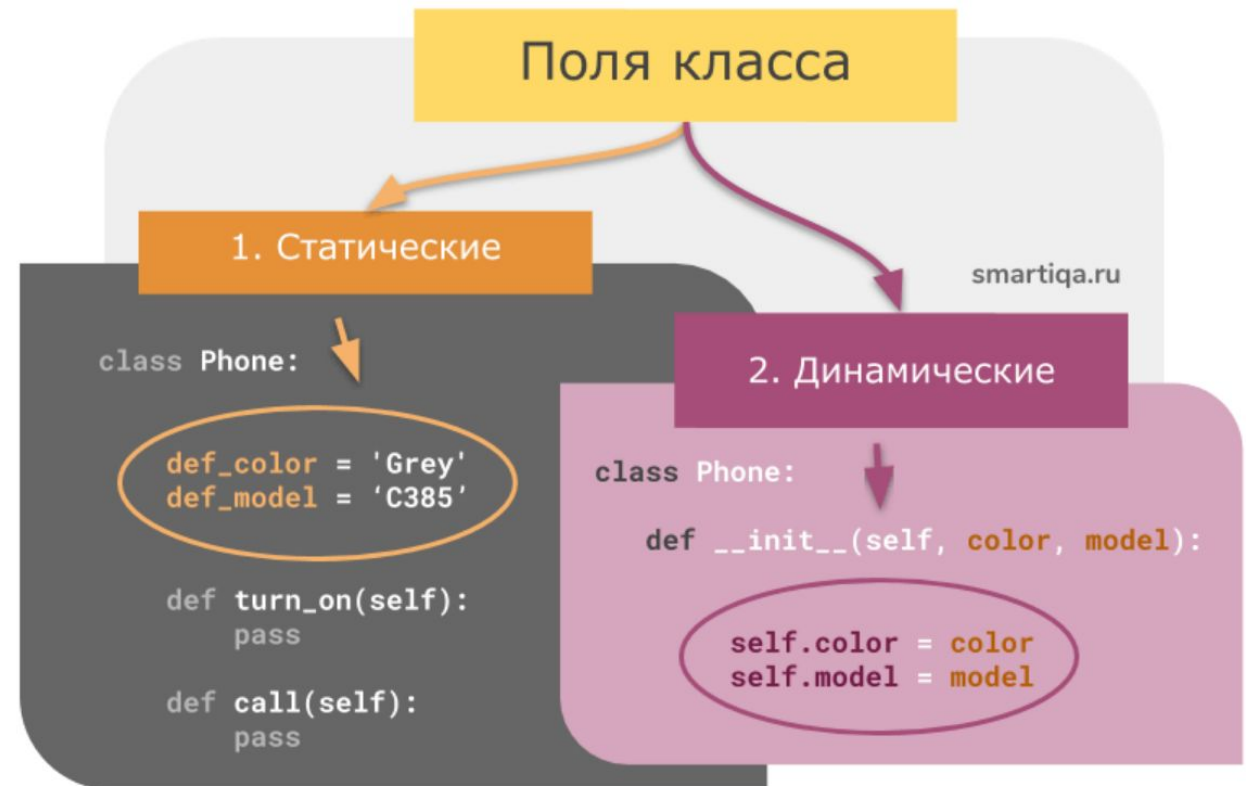 Поля класса
1. Статические
smartiqa.ru
class Phone:
def_color = 'Grey'
def_model = ‘C385’
def turn_on(self):
pass
def call(self):
pass
2. Динамические
class Phone:
def __init__(self, color, model):
self.color = color
self.model = model